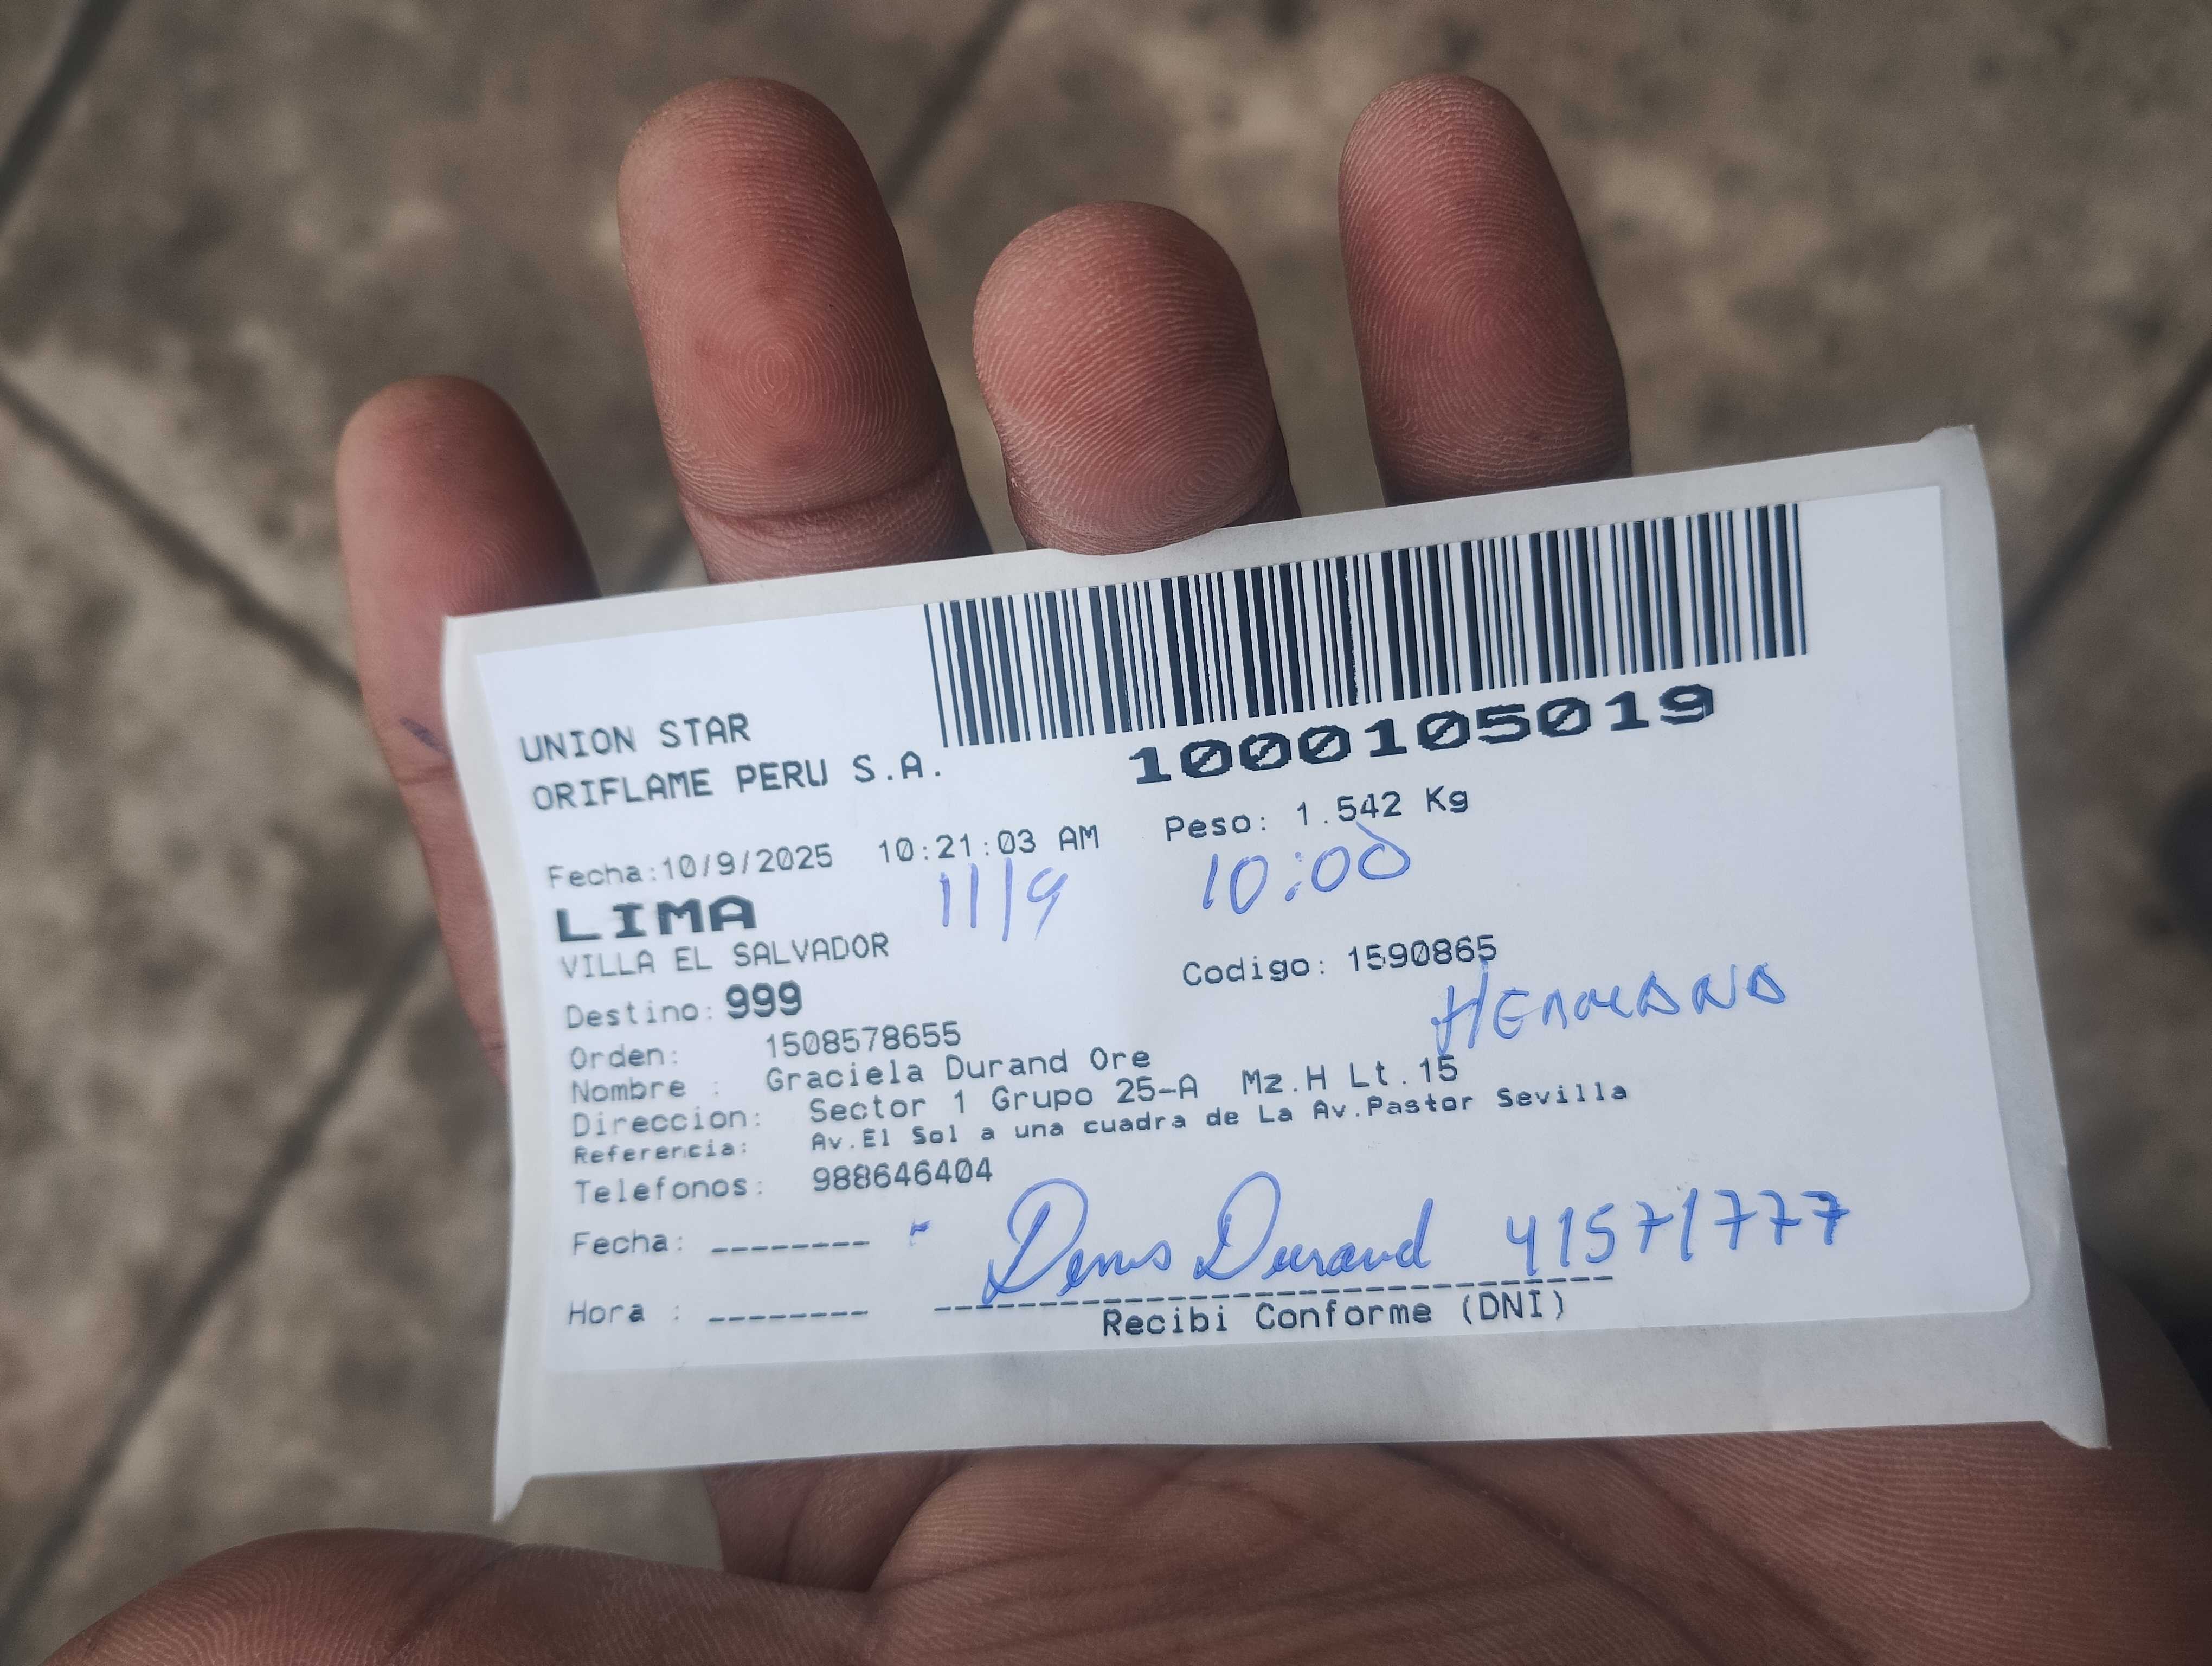 1000105019
UNION STAR
ORIFLAME PERU S.A.
Fecha:10/9/2025 10:21:03 AM Peso: 1.542 Kg
11/9 10:00
LIMA
VILLA EL SALVADOR
Destino: 999 Codigo: 1590865
HERMANO
Orden: 1508578655
Nombre : Graciela Durand Ore
Direccion: Sector 1 Grupo 25-A Mz.H Lt.15
Referencia: Av.El Sol a una cuadra de La Av.Pastor Sevilla
Telefonos: 988646404
Fecha: --------
Denis Durand 41571777
Hora : --------
Recibi Conforme (DNI)